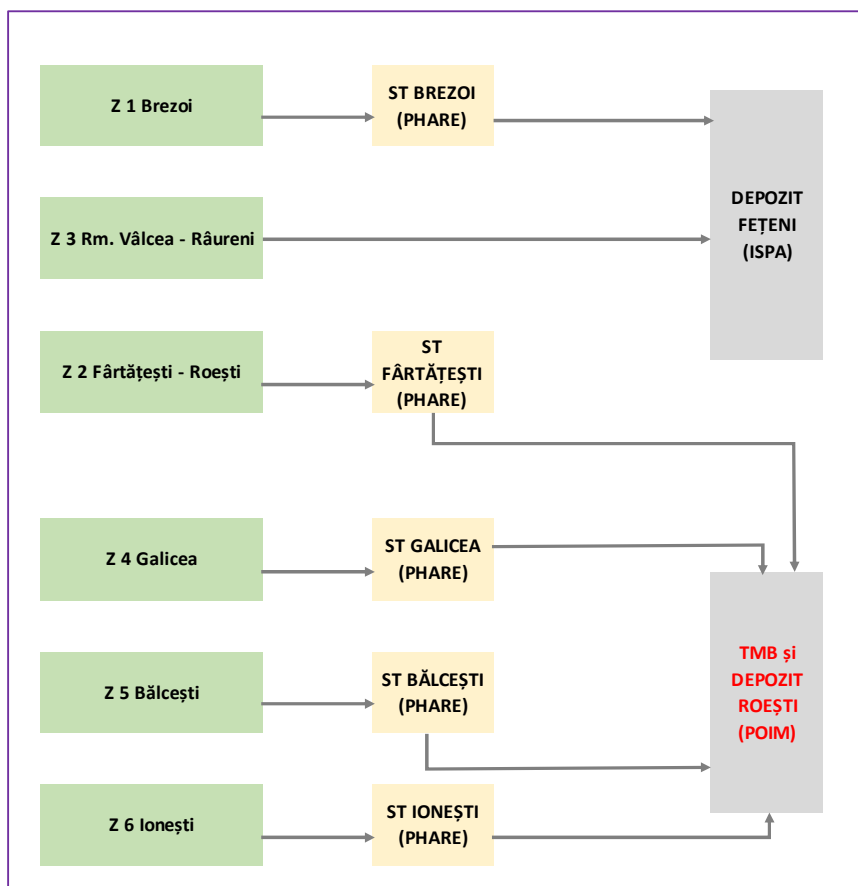 Z 1 Brezoi
ST BREZOI
(PHARE)
DEPOZIT
FEȚENI
(ISPA)
Z 3 Rm. Vâlcea - Râureni
Z 2 Fârtățești - Roești
ST
FÂRTĂȚEȘTI
(PHARE)
Z 4 Galicea
ST GALICEA
(PHARE)
TMB și
DEPOZIT
ROEȘTI
(POIM)
Z 5 Bălcești
ST BĂLCEȘTI
(PHARE)
Z 6 Ionești
ST IONEȘTI
(PHARE)